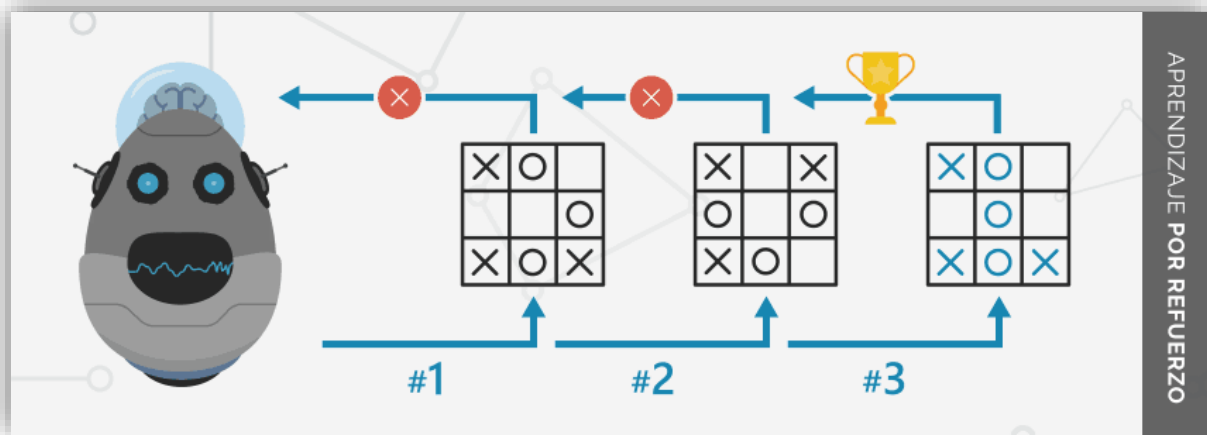 #1
#2
#3
X O
O
X O X
X X
O O
X O
X O
O
X O X
APRENDIZAJE POR REFUERZO